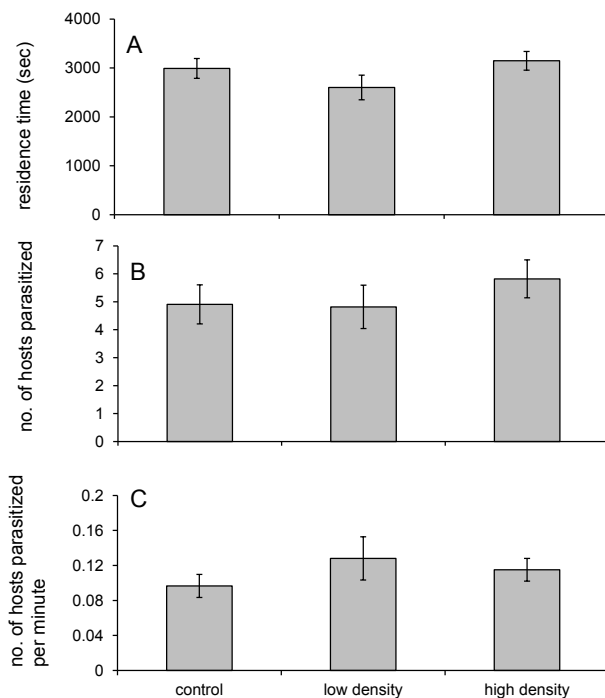 A
residence time (sec)
4000
3000
2000
1000
0
B
no. of hosts parasitized
7
6
5
4
3
2
1
0
C
no. of hosts parasitized
per minute
0.2
0.16
0.12
0.08
0.04
0
control low density high density